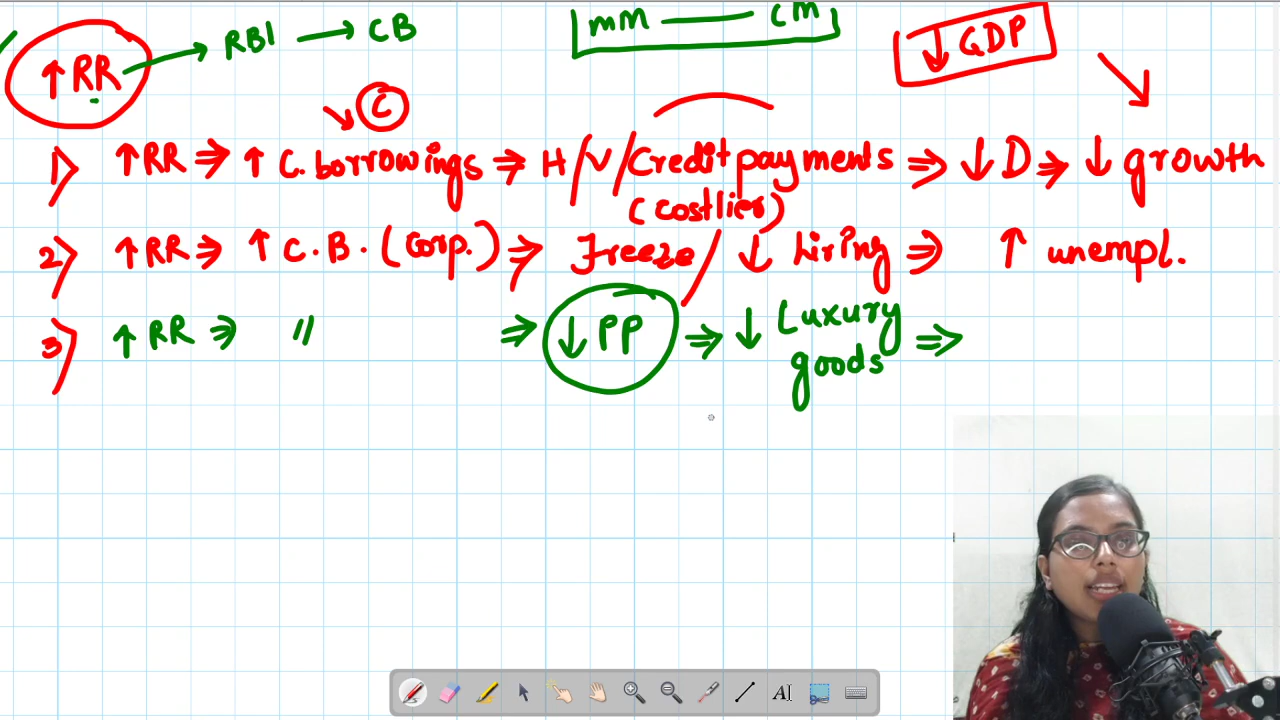 ↑ RR → RBI → CB
mm —— CM
↓ GDP
C
1) ↑RR ⇒ ↑ C. borrowings ⇒ H/V/Credit payments ⇒ ↓ D ⇒ ↓ growth
(costlier)
2) ↑RR ⇒ ↑ C.B. (Corp.) ⇒ Freeze/ ↓ hiring ⇒ ↑ unempl.
3) ↑RR ⇒ " ⇒ ↓ PP ⇒ ↓ Luxury
goods ⇒
AI